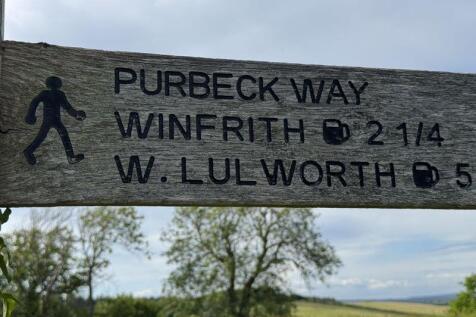 PURBECK WAY
WINFRITH 2 1/4
W. LULWORTH 5